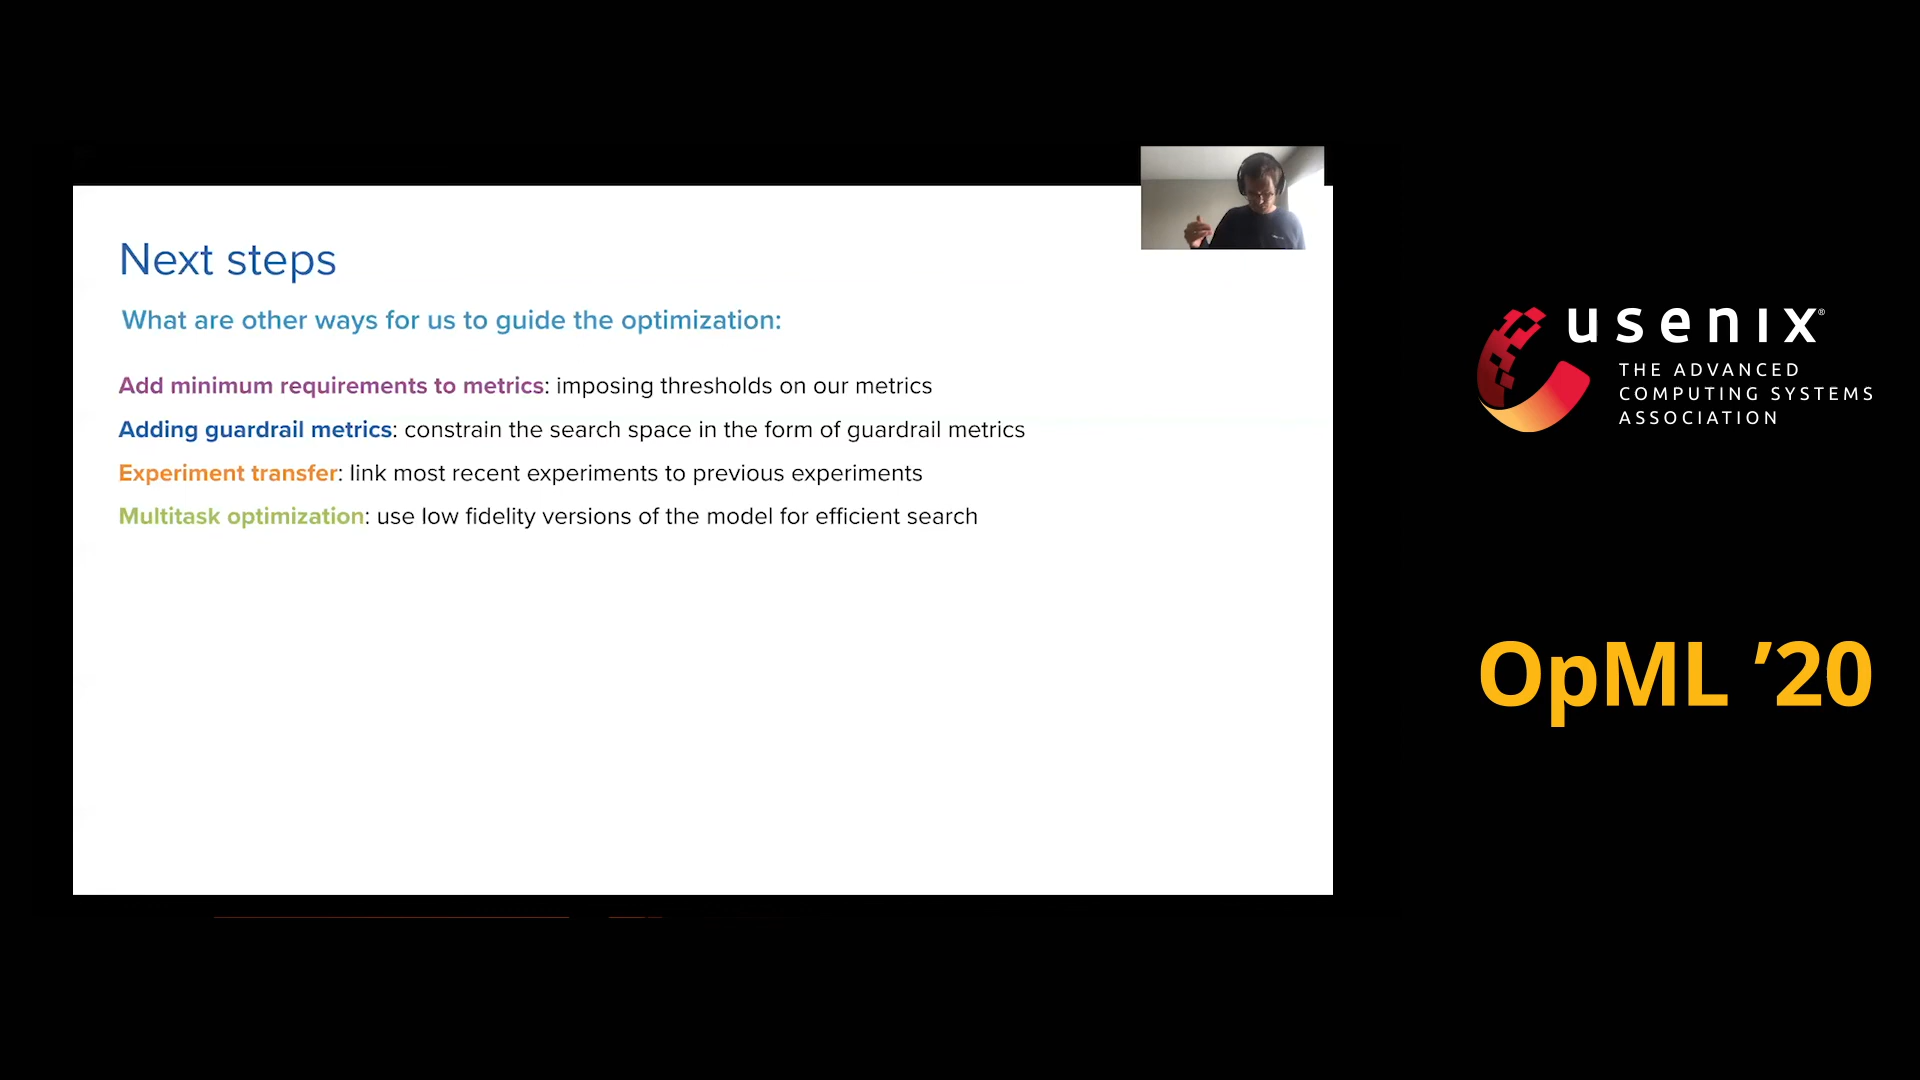 Next steps
What are other ways for us to guide the optimization:
Add minimum requirements to metrics: imposing thresholds on our metrics
Adding guardrail metrics: constrain the search space in the form of guardrail metrics
Experiment transfer: link most recent experiments to previous experiments
Multitask optimization: use low fidelity versions of the model for efficient search
usenix®
THE ADVANCED
COMPUTING SYSTEMS
ASSOCIATION
OpML ’20